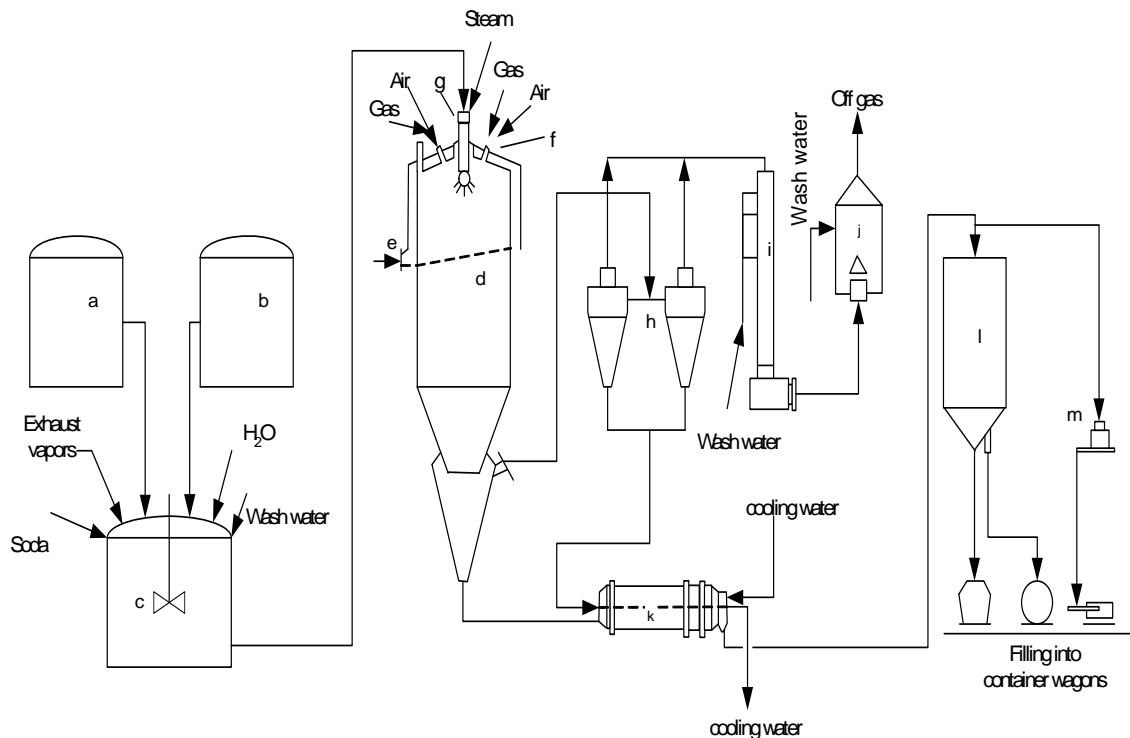 Steam
Gas
Air
g
Air
Gas
f
Off gas
Wash water
e
d
i
j
a
b
h
l
m
Exhaust
vapors
H₂O
Wash water
Wash water
cooling water
Soda
c
k
Filling into
container wagons
cooling water